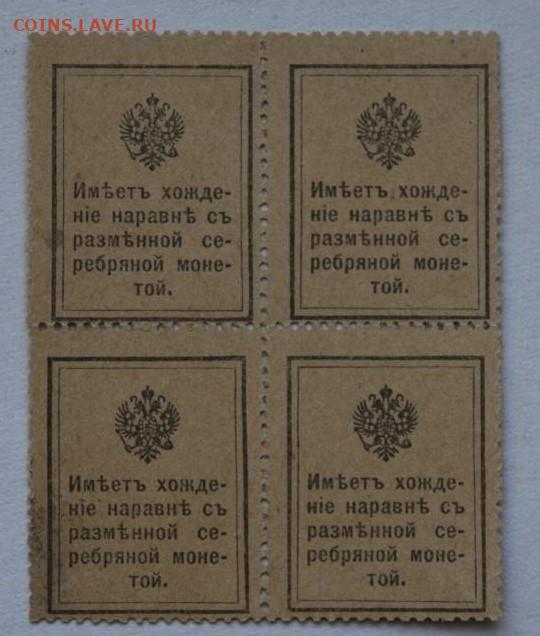 COINS.LAVE.RU
Имѣетъ хожде-
ніе наравнѣ съ
размѣнной се-
ребряной моне-
той.
Имѣетъ хожде-
ніе наравнѣ съ
размѣнной се-
ребряной моне-
той.
Имѣетъ хожде-
ніе наравнѣ съ
размѣнной се-
ребряной моне-
той.
Имѣетъ хожде-
ніе наравнѣ съ
размѣнной се-
ребряной моне-
той.